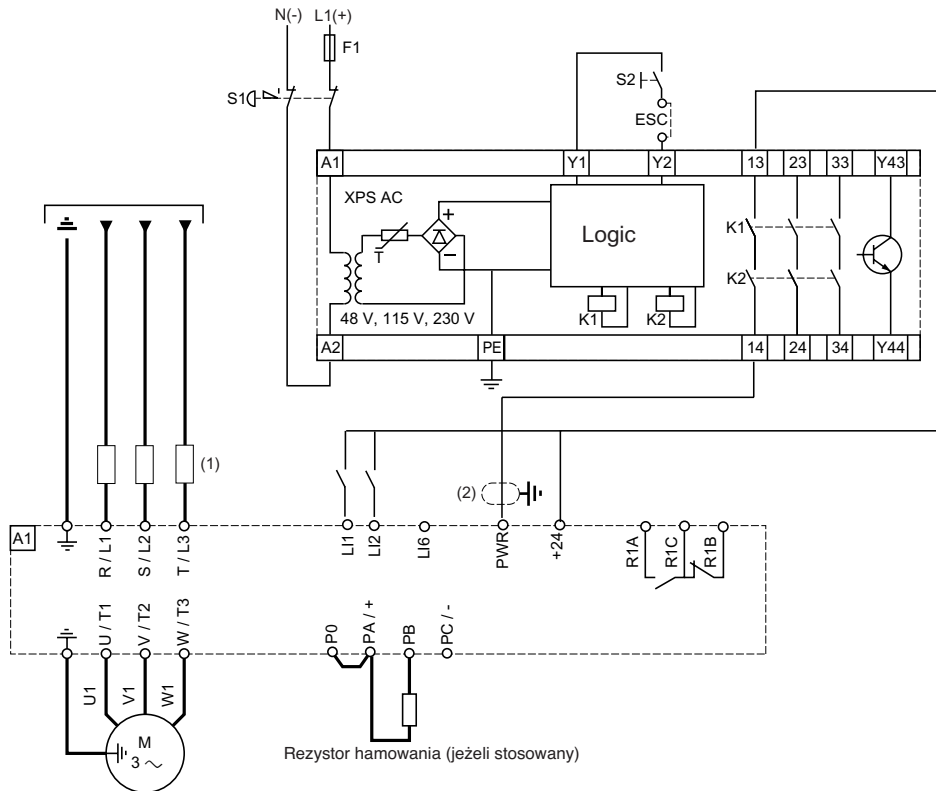 N(-) L1(+)
F1
S1
S2
ESC
A1 Y1 Y2 13 23 33 Y43
XPS AC
+
T
−
Logic
K1
K2
K1 K2
48 V, 115 V, 230 V
A2 PE 14 24 34 Y44
(1)
(2)
A1
R / L1 S / L2 T / L3 LI1 LI2 LI6 PWR +24 R1A R1C R1B
U / T1 V / T2 W / T3 P0 PA / + PB PC / -
U1 V1 W1
M
3 ~
Rezystor hamowania (jeżeli stosowany)